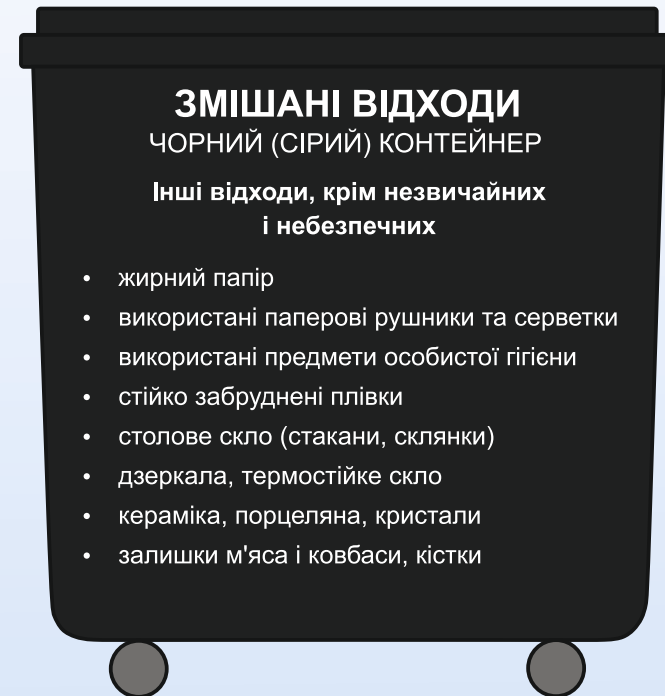 ЗМІШАНІ ВІДХОДИ
ЧОРНИЙ (СІРИЙ) КОНТЕЙНЕР
Інші відходи, крім незвичайних
і небезпечних
• жирний папір
• використані паперові рушники та серветки
• використані предмети особистої гігієни
• стійко забруднені плівки
• столове скло (стакани, склянки)
• дзеркала, термостійке скло
• кераміка, порцеляна, кристали
• залишки м'яса і ковбаси, кістки